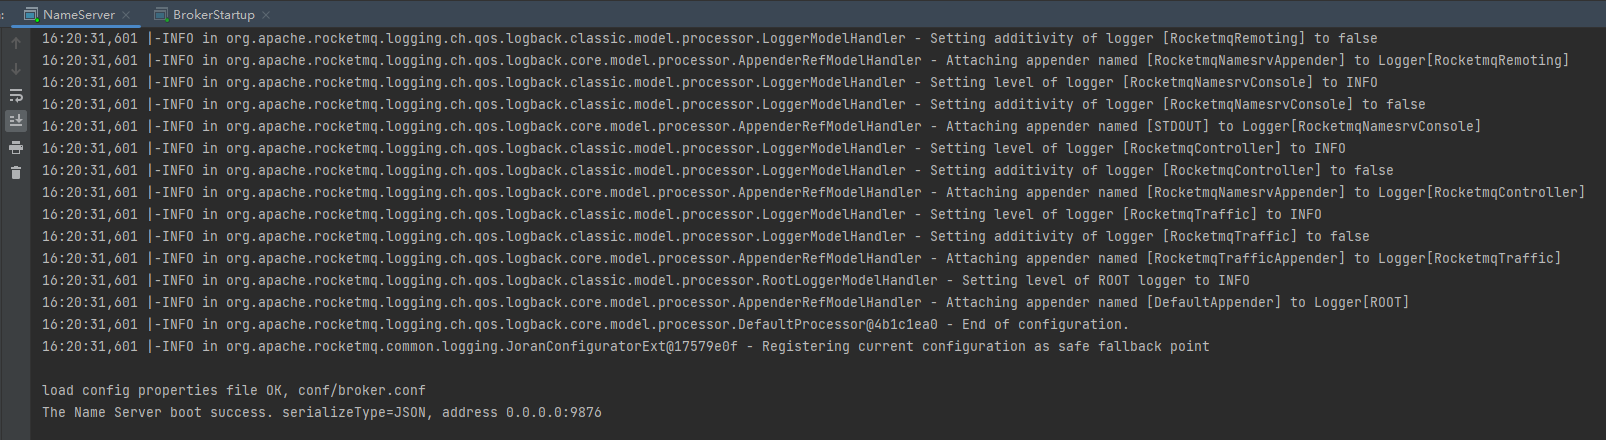 NameServer BrokerStartup
16:20:31,601 |-INFO in org.apache.rocketmq.logging.ch.qos.logback.classic.model.processor.LoggerModelHandler - Setting additivity of logger [RocketmqRemoting] to false
16:20:31,601 |-INFO in org.apache.rocketmq.logging.ch.qos.logback.core.model.processor.AppenderRefModelHandler - Attaching appender named [RocketmqNamesrvAppender] to Logger[RocketmqRemoting]
16:20:31,601 |-INFO in org.apache.rocketmq.logging.ch.qos.logback.classic.model.processor.LoggerModelHandler - Setting level of logger [RocketmqNamesrvConsole] to INFO
16:20:31,601 |-INFO in org.apache.rocketmq.logging.ch.qos.logback.classic.model.processor.LoggerModelHandler - Setting additivity of logger [RocketmqNamesrvConsole] to false
16:20:31,601 |-INFO in org.apache.rocketmq.logging.ch.qos.logback.core.model.processor.AppenderRefModelHandler - Attaching appender named [STDOUT] to Logger[RocketmqNamesrvConsole]
16:20:31,601 |-INFO in org.apache.rocketmq.logging.ch.qos.logback.classic.model.processor.LoggerModelHandler - Setting level of logger [RocketmqController] to INFO
16:20:31,601 |-INFO in org.apache.rocketmq.logging.ch.qos.logback.classic.model.processor.LoggerModelHandler - Setting additivity of logger [RocketmqController] to false
16:20:31,601 |-INFO in org.apache.rocketmq.logging.ch.qos.logback.core.model.processor.AppenderRefModelHandler - Attaching appender named [RocketmqNamesrvAppender] to Logger[RocketmqController]
16:20:31,601 |-INFO in org.apache.rocketmq.logging.ch.qos.logback.classic.model.processor.LoggerModelHandler - Setting level of logger [RocketmqTraffic] to INFO
16:20:31,601 |-INFO in org.apache.rocketmq.logging.ch.qos.logback.classic.model.processor.LoggerModelHandler - Setting additivity of logger [RocketmqTraffic] to false
16:20:31,601 |-INFO in org.apache.rocketmq.logging.ch.qos.logback.core.model.processor.AppenderRefModelHandler - Attaching appender named [RocketmqTrafficAppender] to Logger[RocketmqTraffic]
16:20:31,601 |-INFO in org.apache.rocketmq.logging.ch.qos.logback.classic.model.processor.RootLoggerModelHandler - Setting level of ROOT logger to INFO
16:20:31,601 |-INFO in org.apache.rocketmq.logging.ch.qos.logback.core.model.processor.AppenderRefModelHandler - Attaching appender named [DefaultAppender] to Logger[ROOT]
16:20:31,601 |-INFO in org.apache.rocketmq.logging.ch.qos.logback.core.model.processor.DefaultProcessor@4b1c1ea0 - End of configuration.
16:20:31,601 |-INFO in org.apache.rocketmq.common.logging.JoranConfiguratorExt@17579e0f - Registering current configuration as safe fallback point
load config properties file OK, conf/broker.conf
The Name Server boot success. serializeType=JSON, address 0.0.0.0:9876